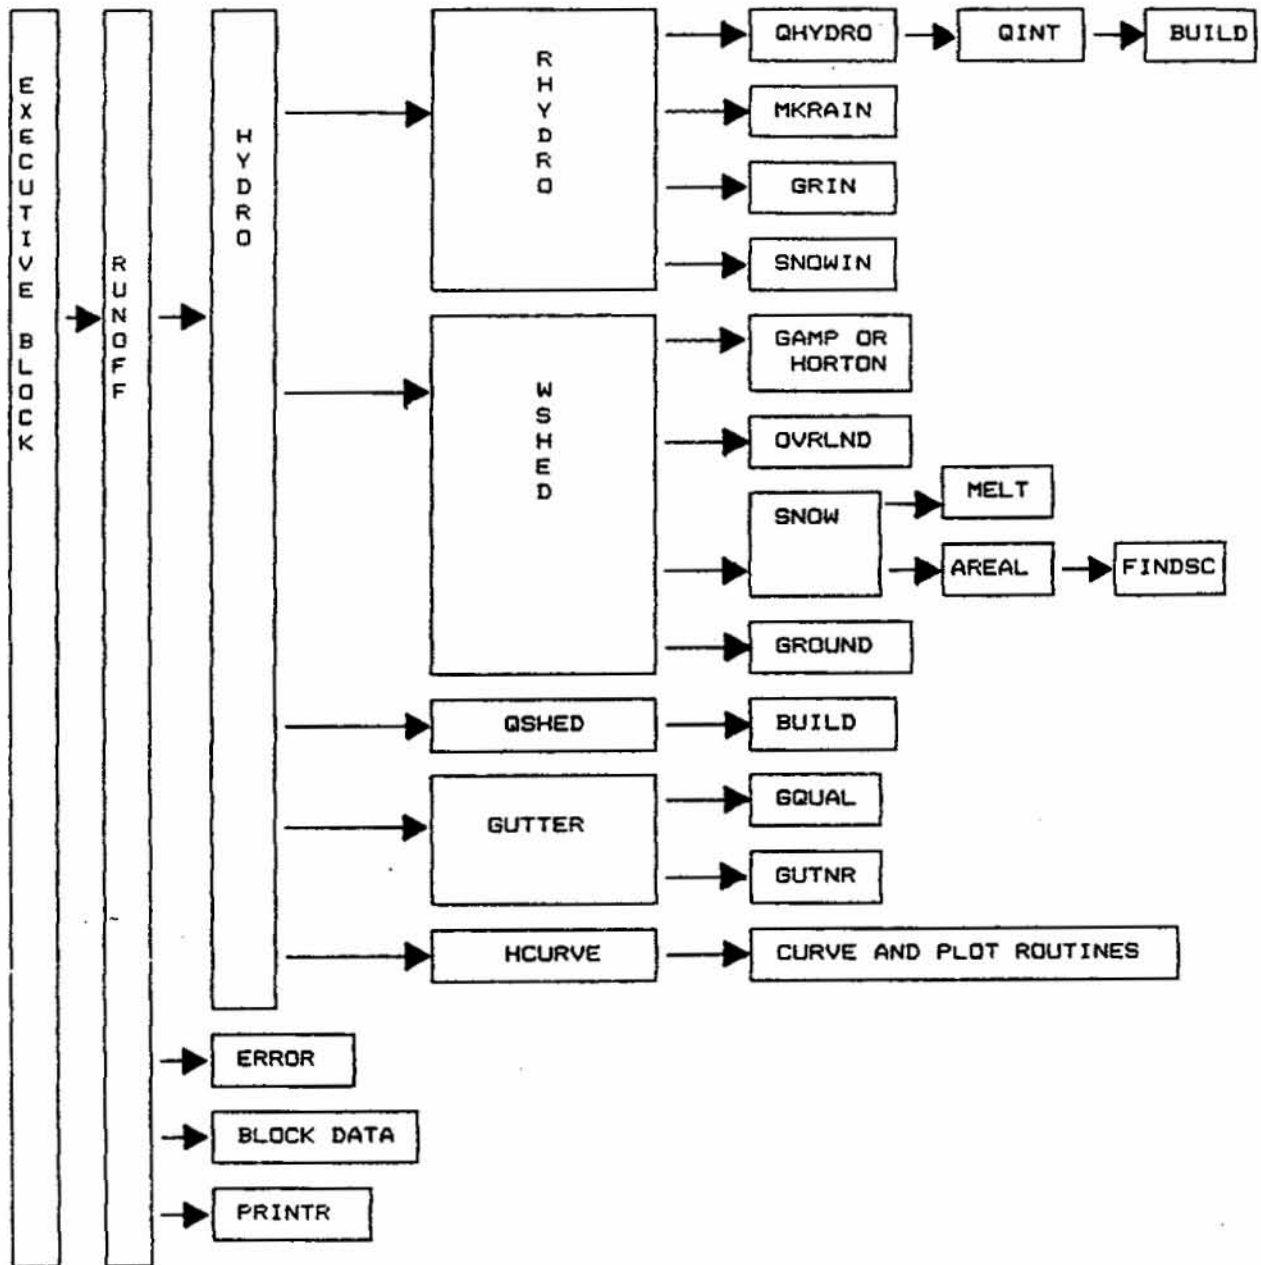 EXECUTIVE BLOCK
RUNOFF
HYDRO
RHYDRO
QHYDRO
QINT
BUILD
MKRAIN
GRIN
SNOWIN
WSHED
GAMP OR
HORTON
OVRLND
SNOW
MELT
AREAL
FINDSC
GROUND
QSHED
BUILD
GUTTER
GQUAL
GUTNR
HCURVE
CURVE AND PLOT ROUTINES
ERROR
BLOCK DATA
PRINTR